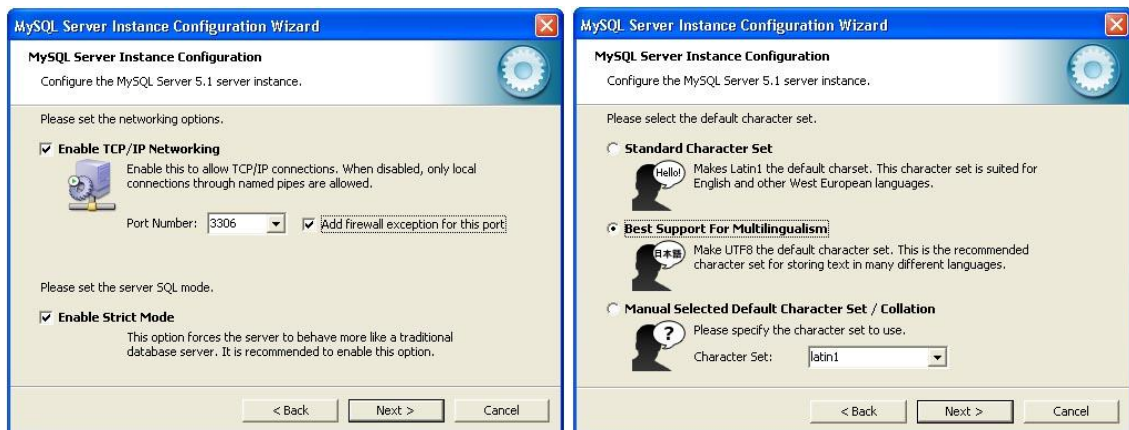 MySQL Server Instance Configuration Wizard
MySQL Server Instance Configuration
Configure the MySQL Server 5.1 server instance.
Please set the networking options.
Enable TCP/IP Networking
Enable this to allow TCP/IP connections. When disabled, only local
connections through named pipes are allowed.
Port Number: 3306 Add firewall exception for this port
Please set the server SQL mode.
Enable Strict Mode
This option forces the server to behave more like a traditional
database server. It is recommended to enable this option.
< Back Next > Cancel
MySQL Server Instance Configuration Wizard
MySQL Server Instance Configuration
Configure the MySQL Server 5.1 server instance.
Please select the default character set.
Standard Character Set
Hello!
Makes Latin1 the default charset. This character set is suited for
English and other West European languages.
Best Support For Multilingualism
日本語
Make UTF8 the default character set. This is the recommended
character set for storing text in many different languages.
Manual Selected Default Character Set / Collation
?
Please specify the character set to use.
Character Set: latin1
< Back Next > Cancel